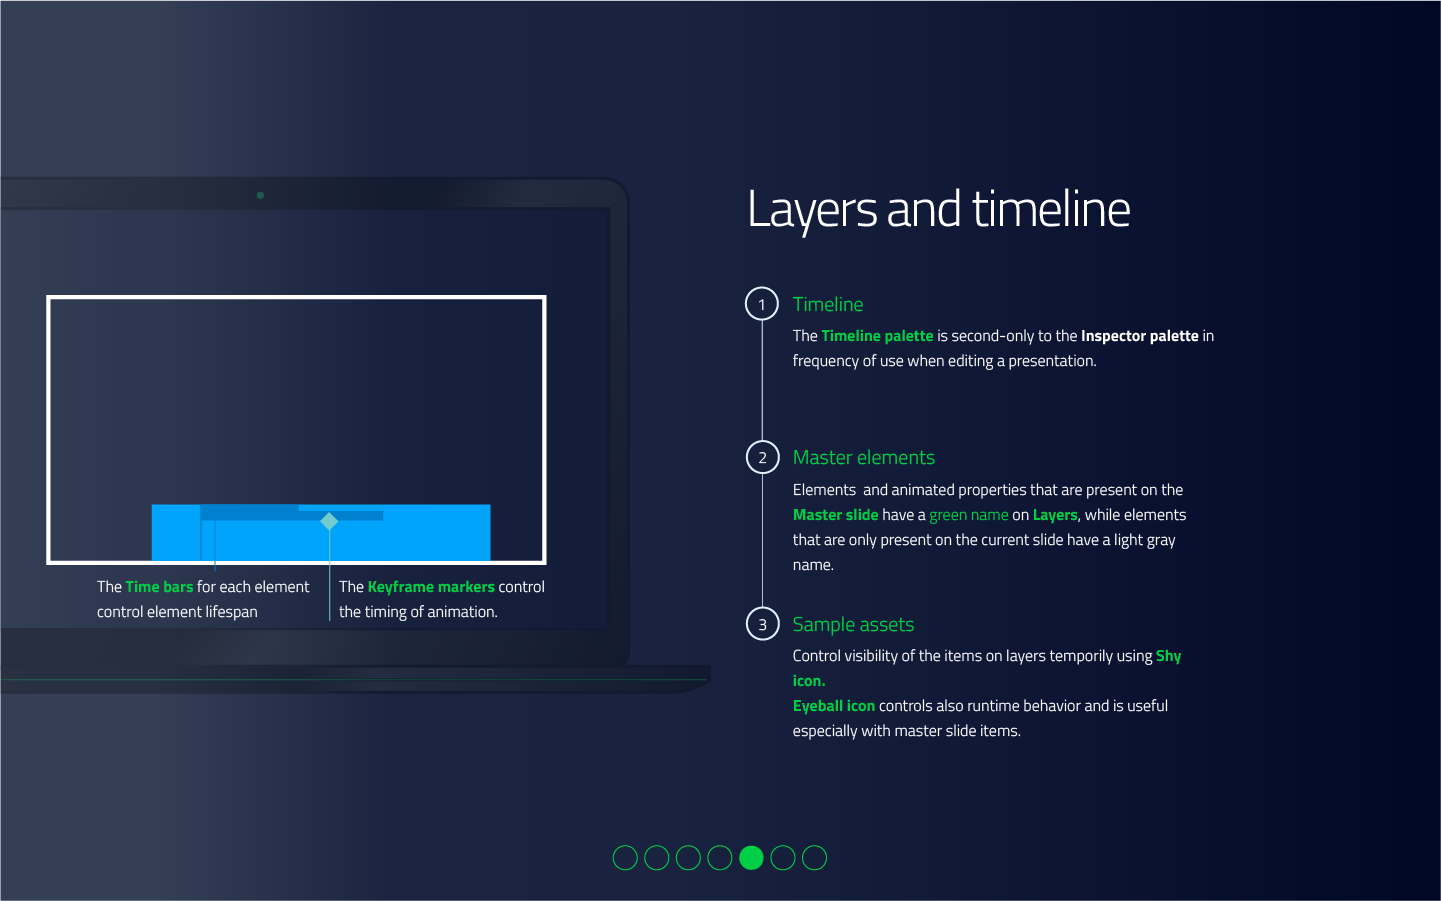 Layers and timeline
1
Timeline
The Timeline palette is second-only to the Inspector palette in
frequency of use when editing a presentation.
2
Master elements
Elements  and animated properties that are present on the
Master slide have a green name on Layers, while elements
that are only present on the current slide have a light gray
name.
3
Sample assets
Control visibility of the items on layers temporily using Shy
icon.
Eyeball icon controls also runtime behavior and is useful
especially with master slide items.
The Time bars for each element
control element lifespan
The Keyframe markers control
the timing of animation.